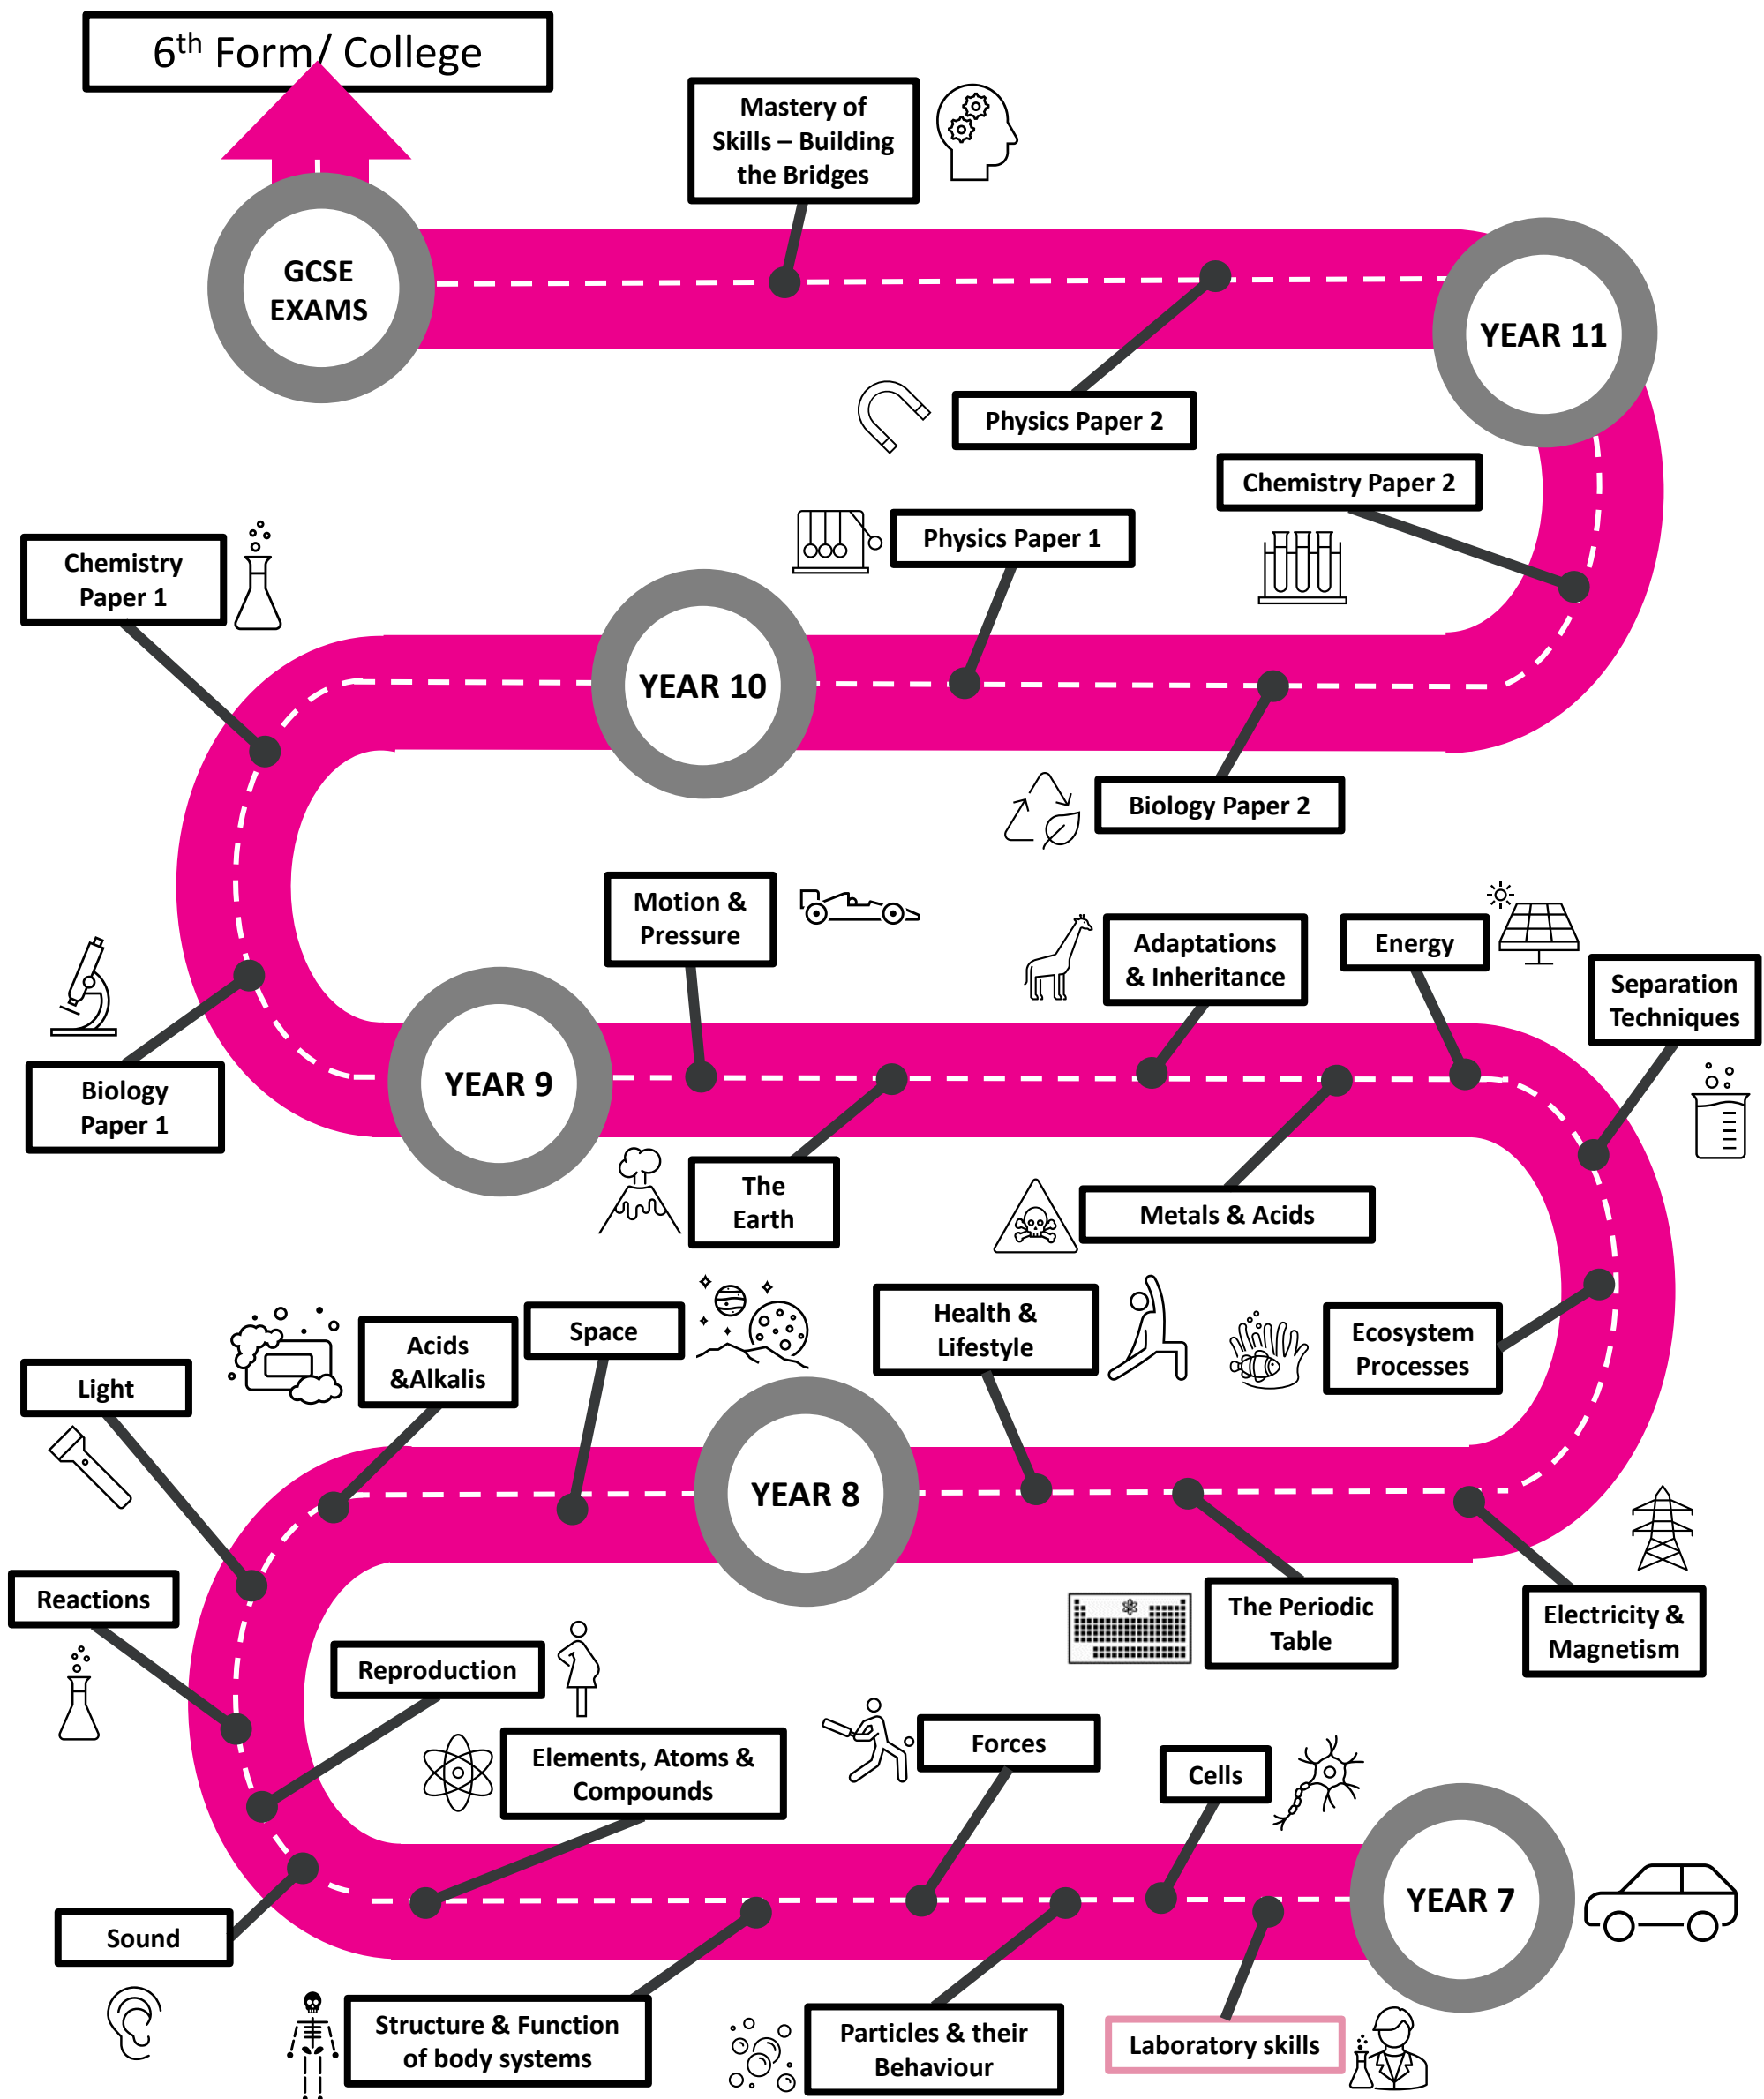 6th Form/ College
Mastery of
Skills – Building
the Bridges
GCSE
EXAMS
YEAR 11
Physics Paper 2
Chemistry Paper 2
Physics Paper 1
Chemistry
Paper 1
YEAR 10
Biology Paper 2
Motion &
Pressure
Adaptations
& Inheritance
Energy
Separation
Techniques
Biology
Paper 1
YEAR 9
The
Earth
Metals & Acids
Health &
Lifestyle
Ecosystem
Processes
Space
Acids
&Alkalis
Light
YEAR 8
Reactions
The Periodic
Table
Electricity &
Magnetism
Reproduction
Elements, Atoms &
Compounds
Forces
Cells
YEAR 7
Sound
Structure & Function
of body systems
Particles & their
Behaviour
Laboratory skills